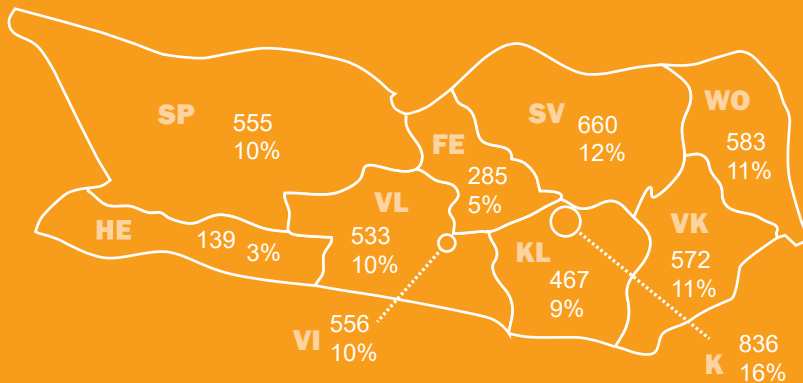 SP
555
10%
FE
285
5%
SV
660
12%
WO
583
11%
HE
139 3%
VL
533
10%
KL
467
9%
VK
572
11%
VI 556
10%
K 836
16%